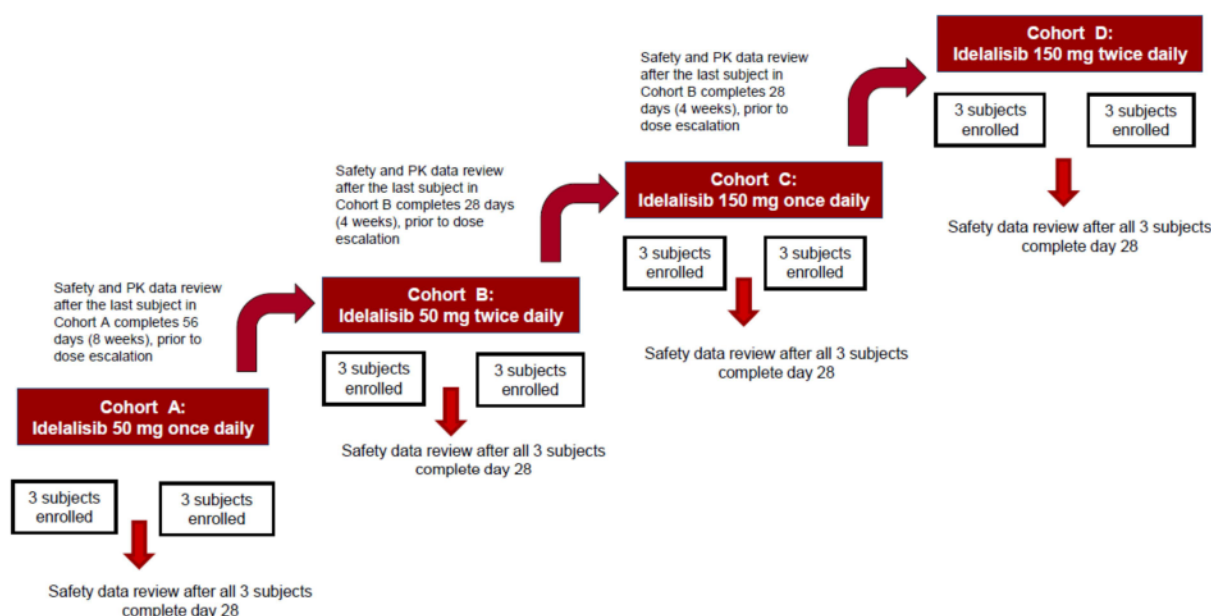 Cohort D:
Idelalisib 150 mg twice daily
Safety and PK data review
after the last subject in
Cohort B completes 28
days (4 weeks), prior to
dose escalation
3 subjects
enrolled
3 subjects
enrolled
Safety data review after all 3 subjects
complete day 28
Cohort C:
Idelalisib 150 mg once daily
Safety and PK data review
after the last subject in
Cohort B completes 28 days
(4 weeks), prior to dose
escalation
3 subjects
enrolled
3 subjects
enrolled
Safety data review after all 3 subjects
complete day 28
Cohort B:
Idelalisib 50 mg twice daily
Safety and PK data review
after the last subject in
Cohort A completes 56
days (8 weeks), prior to
dose escalation
3 subjects
enrolled
3 subjects
enrolled
Safety data review after all 3 subjects
complete day 28
Cohort A:
Idelalisib 50 mg once daily
3 subjects
enrolled
3 subjects
enrolled
Safety data review after all 3 subjects
complete day 28